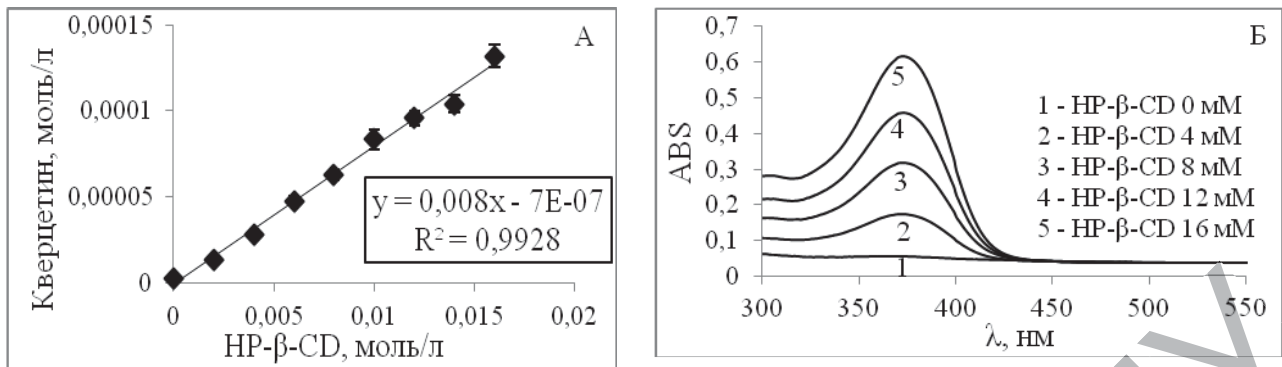 А
0,00015
0,0001
0,00005
0
Кверцетин, моль/л
y = 0,008x - 7E-07
R² = 0,9928
0 0,005 0,01 0,015 0,02
HP-β-CD, моль/л
Б
0,7
0,6
0,5
0,4
0,3
0,2
0,1
0
ABS
5
4
3
2
1
1 - HP-β-CD 0 мМ
2 - HP-β-CD 4 мМ
3 - HP-β-CD 8 мМ
4 - HP-β-CD 12 мМ
5 - HP-β-CD 16 мМ
300 350 400 450 500 550
λ, нм